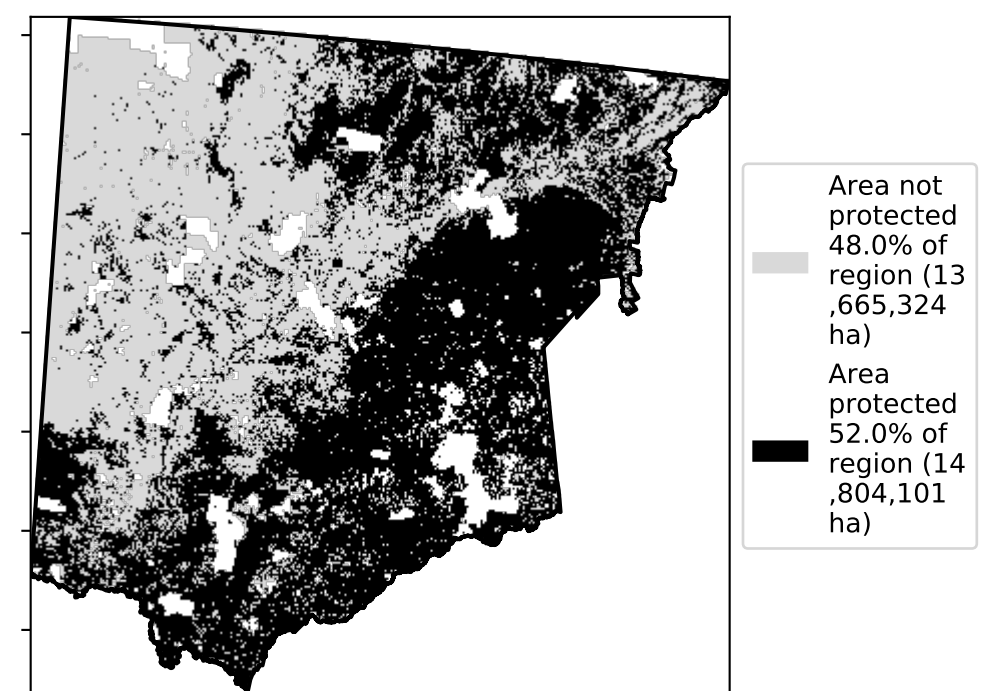 Area not
protected
48.0% of
region (13
,665,324
ha)
Area
protected
52.0% of
region (14
,804,101
ha)